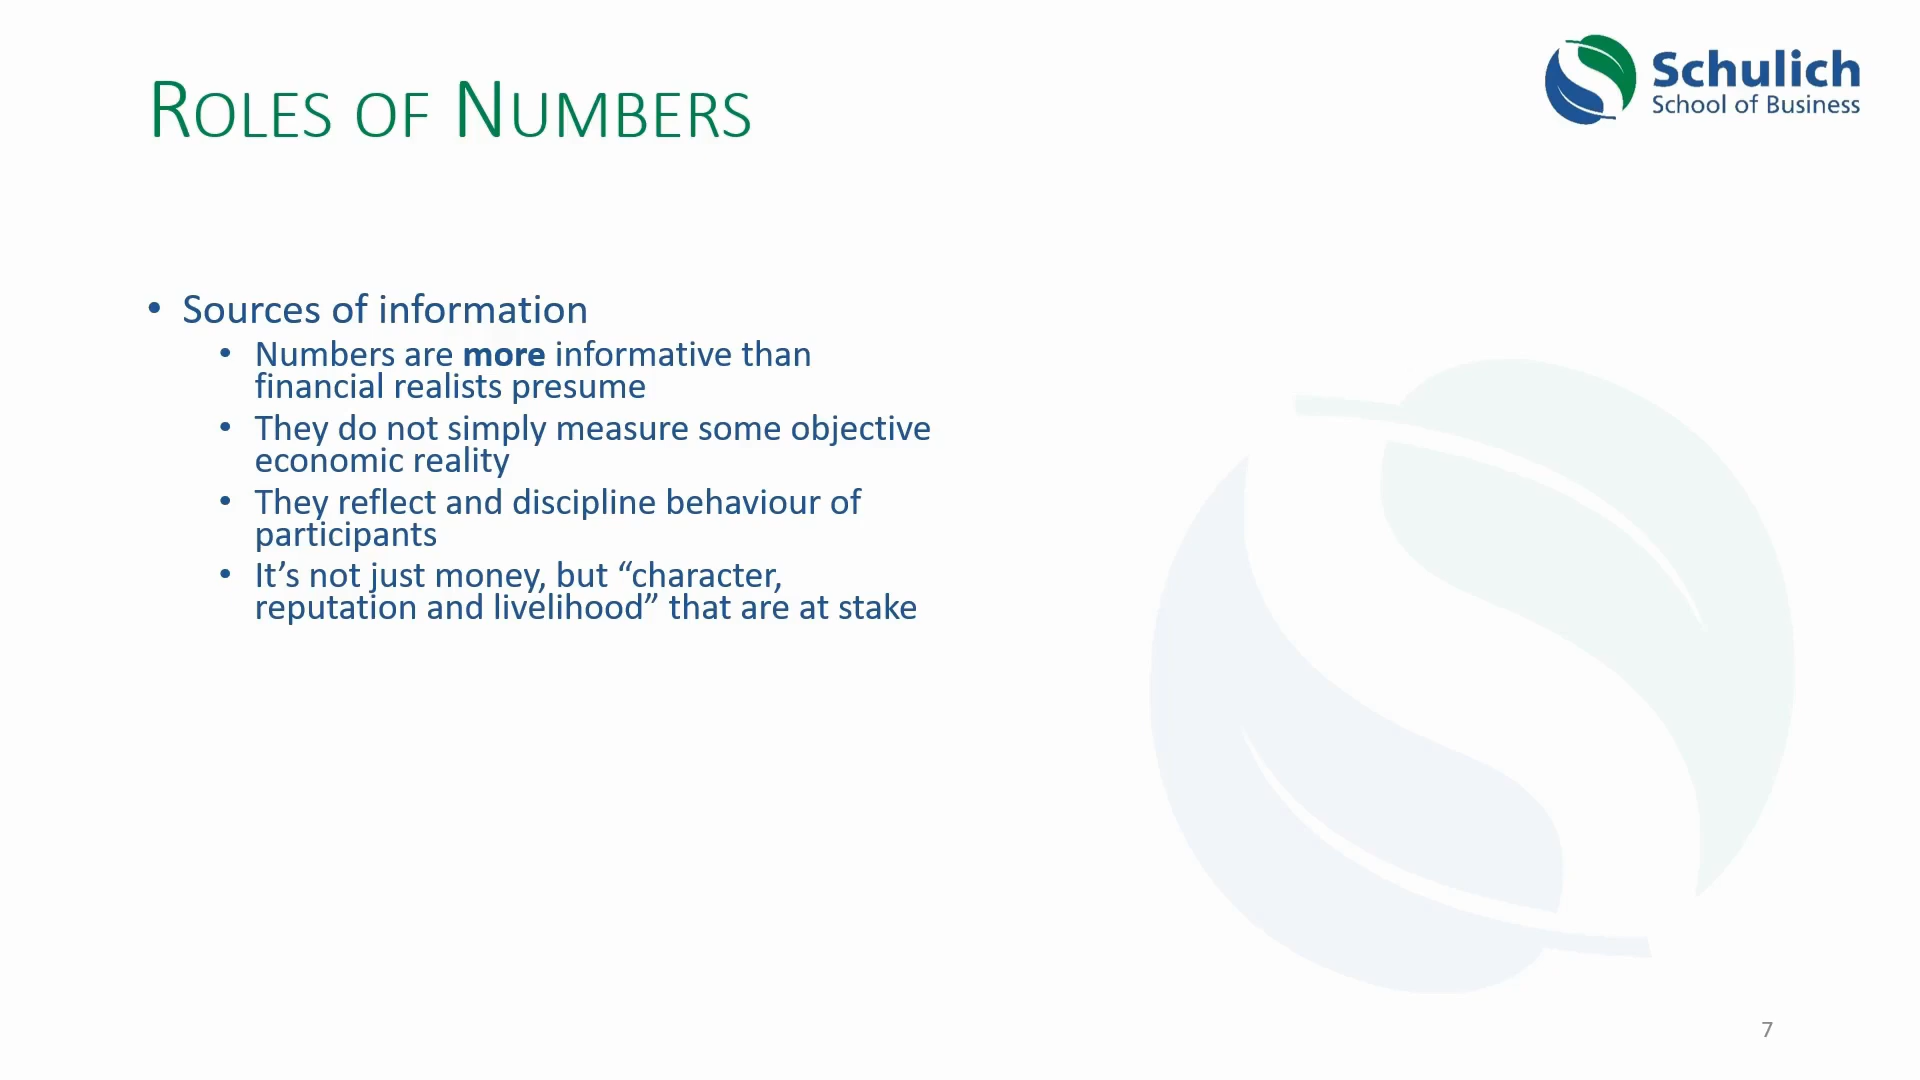 ROLES OF NUMBERS
Schulich
School of Business
• Sources of information
• Numbers are more informative than
financial realists presume
• They do not simply measure some objective
economic reality
• They reflect and discipline behaviour of
participants
• It’s not just money, but “character,
reputation and livelihood” that are at stake
7